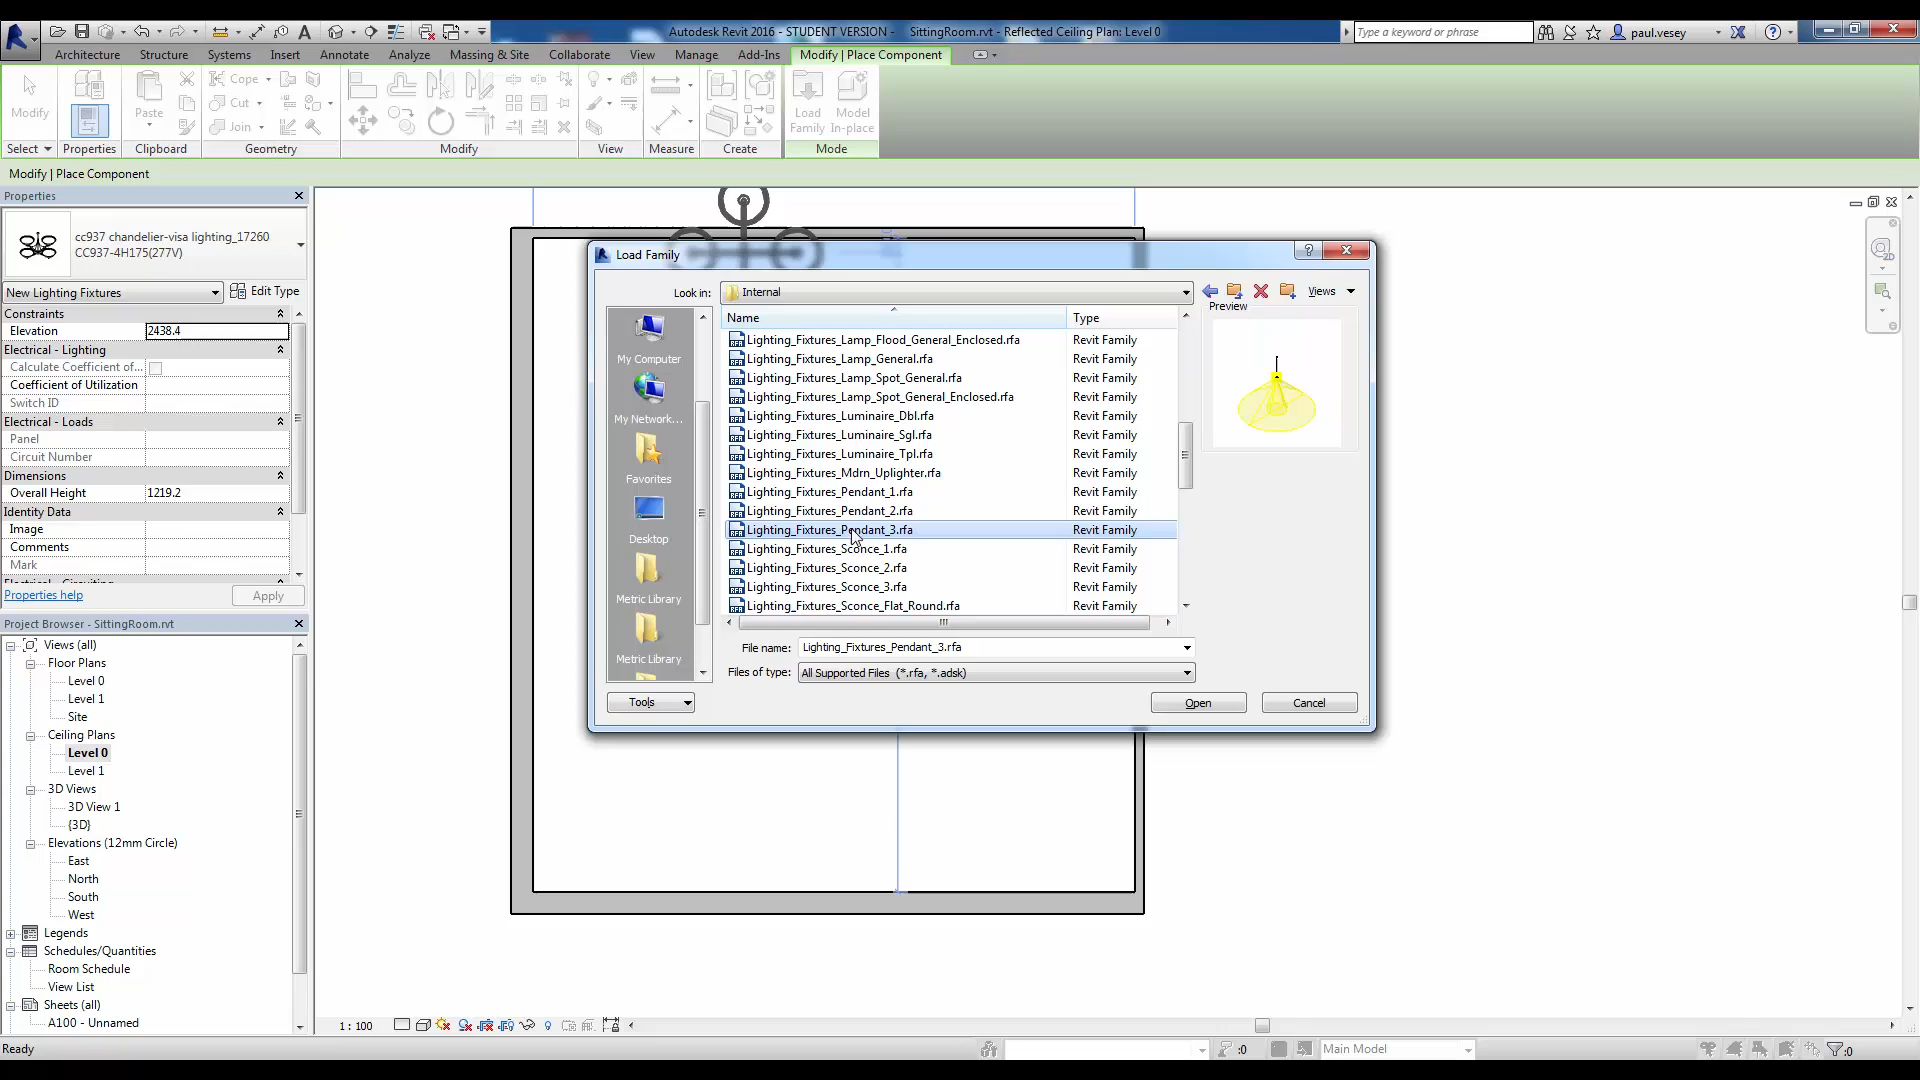 Autodesk Revit 2016 - STUDENT VERSION - SittingRoom.rvt - Reflected Ceiling Plan: Level 0
Type a keyword or phrase
paul.vesey
Architecture Structure Systems Insert Annotate Analyze Massing & Site Collaborate View Manage Add-Ins Modify | Place Component
Modify
Paste
Cope
Cut
Join
Load Family
Model In-place
Select Properties Clipboard Geometry Modify View Measure Create Mode
Modify | Place Component
Properties
cc937 chandelier-visa lighting_17260
CC937-4H175(277V)
New Lighting Fixtures Edit Type
Constraints
Elevation 2438.4
Electrical - Lighting
Calculate Coefficient of...
Coefficient of Utilization
Switch ID
Electrical - Loads
Panel
Circuit Number
Dimensions
Overall Height 1219.2
Identity Data
Image
Comments
Mark
Properties help Apply
Project Browser - SittingRoom.rvt
Views (all)
Floor Plans
Level 0
Level 1
Site
Ceiling Plans
Level 0
Level 1
3D Views
3D View 1
{3D}
Elevations (12mm Circle)
East
North
South
West
Legends
Schedules/Quantities
Room Schedule
View List
Sheets (all)
A100 - Unnamed
Load Family
Look in: Internal
Views
Preview
My Computer
My Network...
Favorites
Desktop
Metric Library
Metric Library
Name Type
Lighting_Fixtures_Lamp_Flood_General_Enclosed.rfa Revit Family
Lighting_Fixtures_Lamp_General.rfa Revit Family
Lighting_Fixtures_Lamp_Spot_General.rfa Revit Family
Lighting_Fixtures_Lamp_Spot_General_Enclosed.rfa Revit Family
Lighting_Fixtures_Luminaire_Dbl.rfa Revit Family
Lighting_Fixtures_Luminaire_Sgl.rfa Revit Family
Lighting_Fixtures_Luminaire_Tpl.rfa Revit Family
Lighting_Fixtures_Mdrn_Uplighter.rfa Revit Family
Lighting_Fixtures_Pendant_1.rfa Revit Family
Lighting_Fixtures_Pendant_2.rfa Revit Family
Lighting_Fixtures_Pendant_3.rfa Revit Family
Lighting_Fixtures_Sconce_1.rfa Revit Family
Lighting_Fixtures_Sconce_2.rfa Revit Family
Lighting_Fixtures_Sconce_3.rfa Revit Family
Lighting_Fixtures_Sconce_Flat_Round.rfa Revit Family
File name: Lighting_Fixtures_Pendant_3.rfa
Files of type: All Supported Files (*.rfa, *.adsk)
Tools Open Cancel
1 : 100
Ready
:0
Main Model
:0